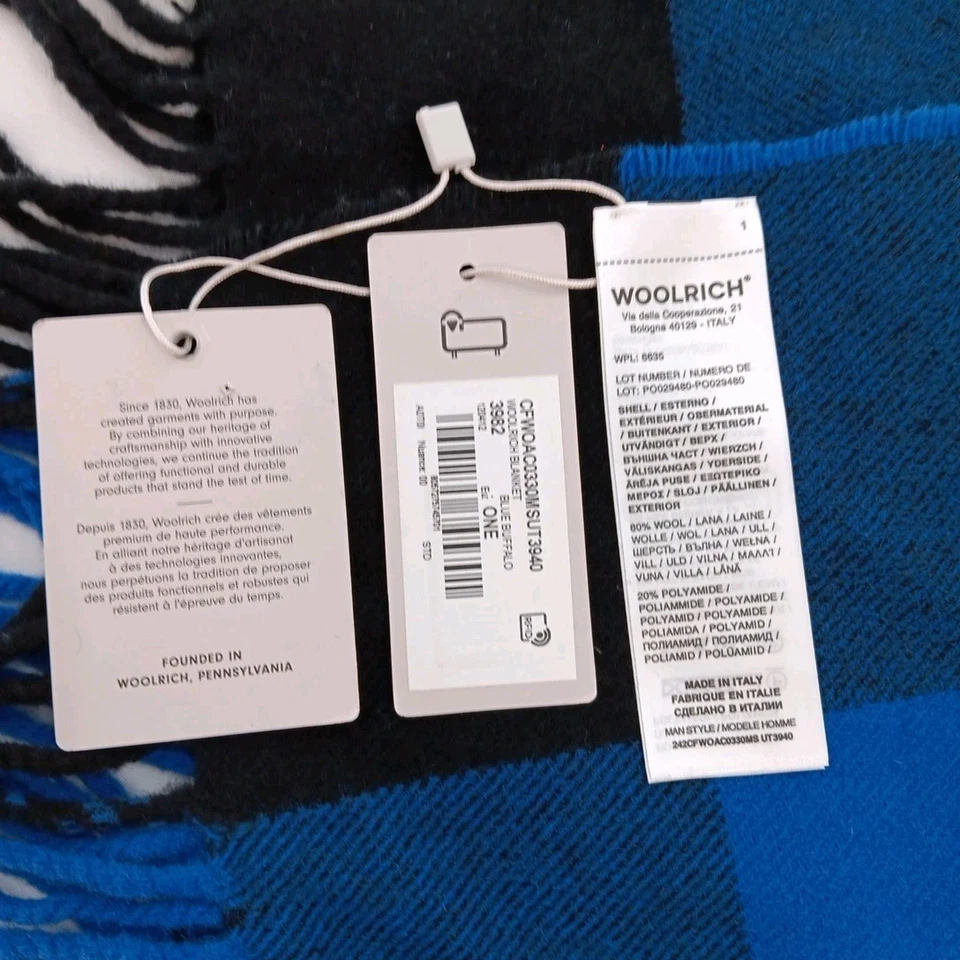 Since 1830, Woolrich has
created garments with purpose.
By combining our heritage of
craftsmanship with innovative
technologies, we continue the tradition
of offering functional and durable
products that stand the test of time.
Depuis 1830, Woolrich crée des vêtements
premium de haute performance.
En alliant notre héritage d'artisanat
à des technologies innovantes,
nous perpétuons la tradition de proposer
des produits fonctionnels et robustes qui
résistent à l'épreuve du temps.
FOUNDED IN
WOOLRICH, PENNSYLVANIA
CFWOAC0330MSUT3940
WOOLRICH BLANKET
3982 BLUE BUFFALO
Eur ONE
Nuance: 00 STD
RFID
1
WOOLRICH®
Via della Cooperazione, 21
Bologna 40129 - ITALY
WPL: 6635
LOT NUMBER / NUMERO DE
LOT: PO029480-PO029480
SHELL / ESTERNO /
EXTÉRIEUR / OBERMATERIAL
/ BUITENKANT / EXTERIOR /
UTVÄNDIGT / ВЕРХ /
ВЪНШНА ЧАСТ / WIERZCH /
VÄLISKANGAS / YDERSIDE /
ĀRĒJA PUSE / ΕΞΩΤΕΡΙΚΟ
ΜΕΡΟΣ / SLOJ / PÄÄLLINEN /
EXTERIOR
80% WOOL / LANA / LAINE /
WOLLE / WOL / LANA / ULL /
ШЕРСТЬ / ВЪЛНА / WEŁNA /
VILL / ULD / VILNA / ΜΑΛΛΙ /
VUNA / VILLA / LÂNĂ
20% POLYAMIDE /
POLIAMMIDE / POLYAMIDE /
POLYAMID / POLYAMIDE /
POLIAMIDA / POLYAMID /
ПОЛИАМИД / ПОЛИАМИД /
POLIAMID / POLÜAMIID /
MADE IN ITALY
FABRIQUE EN ITALIE
СДЕЛАНО В ИТАЛИИ
MAN STYLE / MODELE HOMME
242CFWOAC0330MS UT3940